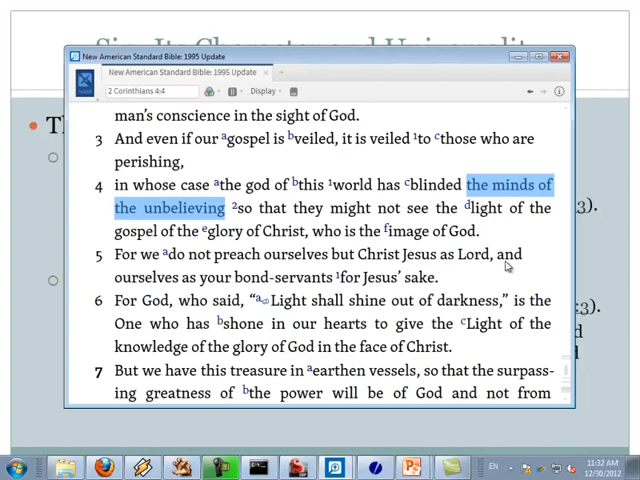 Sin: Its Character and Universality
New American Standard Bible: 1995 Update
New American Standard Bible: 1995 Update
2 Corinthians 4:4
Display
man's conscience in the sight of God.
3 And even if our agospel is bveiled, it is veiled 1to cthose who are
perishing,
4 in whose case athe god of bthis 1world has cblinded the minds of
the unbelieving 2so that they might not see the dlight of the
gospel of the eglory of Christ, who is the fimage of God.
5 For we ado not preach ourselves but Christ Jesus as Lord, and
ourselves as your bond-servants 1for Jesus' sake.
6 For God, who said, "aLight shall shine out of darkness," is the
One who has bshone in our hearts to give the cLight of the
knowledge of the glory of God in the face of Christ.
7 But we have this treasure in aearthen vessels, so that the surpass-
ing greatness of bthe power will be of God and not from
EN
11:32 AM
12/30/2012